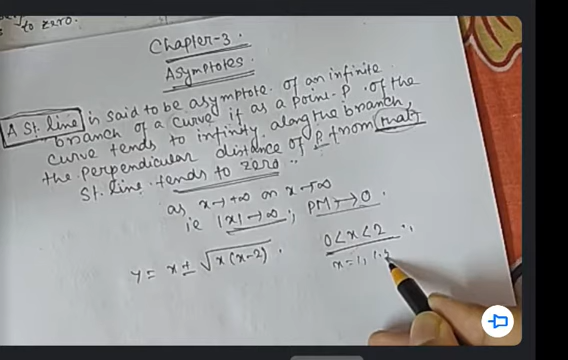 to zero.
Chapter-3.
Asymptotes.
A St. line is said to be asymptote of an infinite
branch of a curve if as a point P of the
curve tends to infinity along the branch,
the perpendicular distance of P from that
St. line tends to zero.
as x→+∞ or x→-∞
ie |x|→∞, PM→0.
y = x ± √x(x-2).
0<x<2
x=1, 1.2